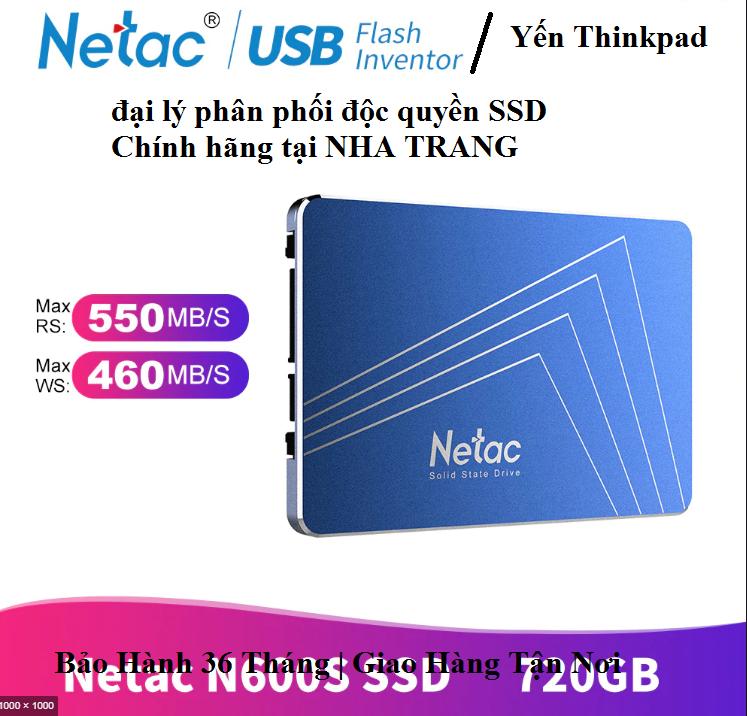 Netac® | USB Flash Inventor / Yến Thinkpad
đại lý phân phối độc quyền SSD
Chính hãng tại NHA TRANG
Max RS: 550MB/S
Max WS: 460MB/S
Netac
Solid State Drive
Bảo Hành 36 Tháng | Giao Hàng Tận Nơi
Netac N600S SSD 720GB
1000 × 1000